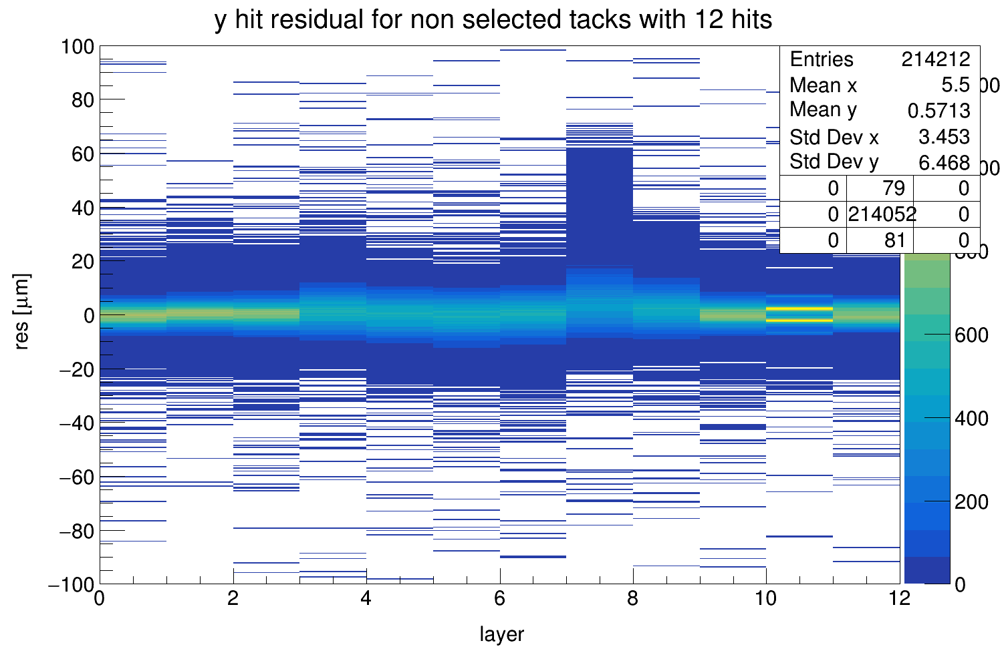 y hit residual for non selected tacks with 12 hits
Entries 214212
Mean x 5.5
Mean y 0.5713
Std Dev x 3.453
Std Dev y 6.468
0 79 0
0 214052 0
0 81 0
res [μm]
100
80
60
40
20
0
−20
−40
−60
−80
−100
0 2 4 6 8 10 12
layer
600
400
200
0